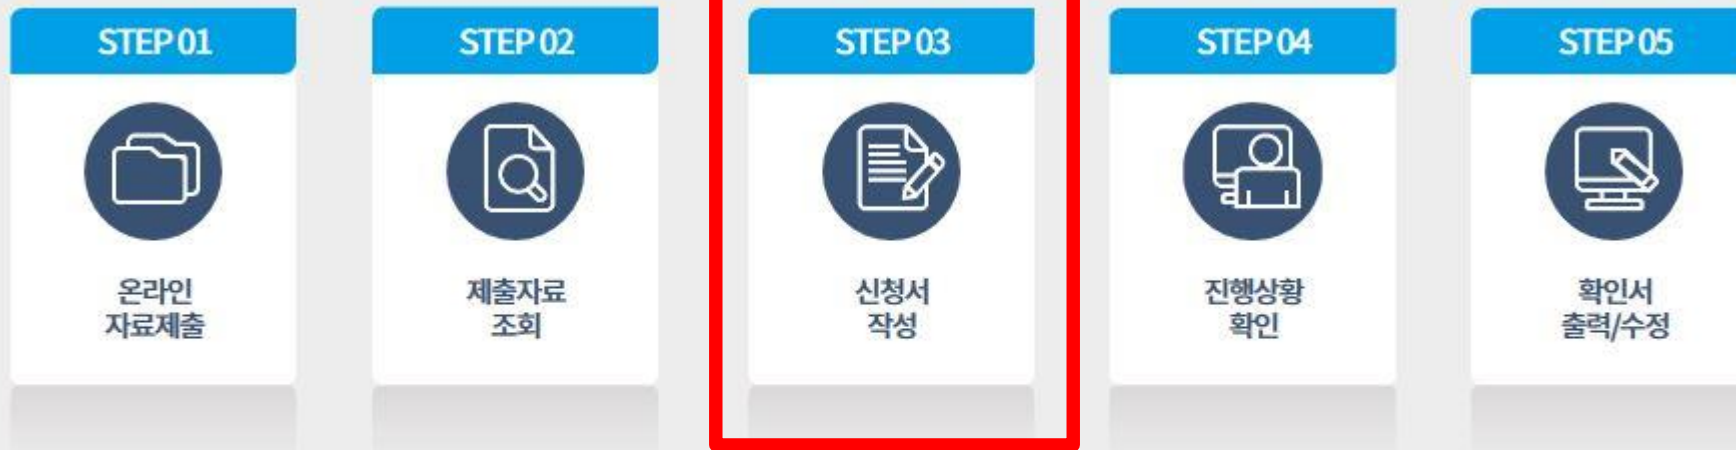 STEP 01
온라인
자료제출
STEP 02
제출자료
조회
STEP 03
신청서
작성
STEP 04
진행상황
확인
STEP 05
확인서
출력/수정